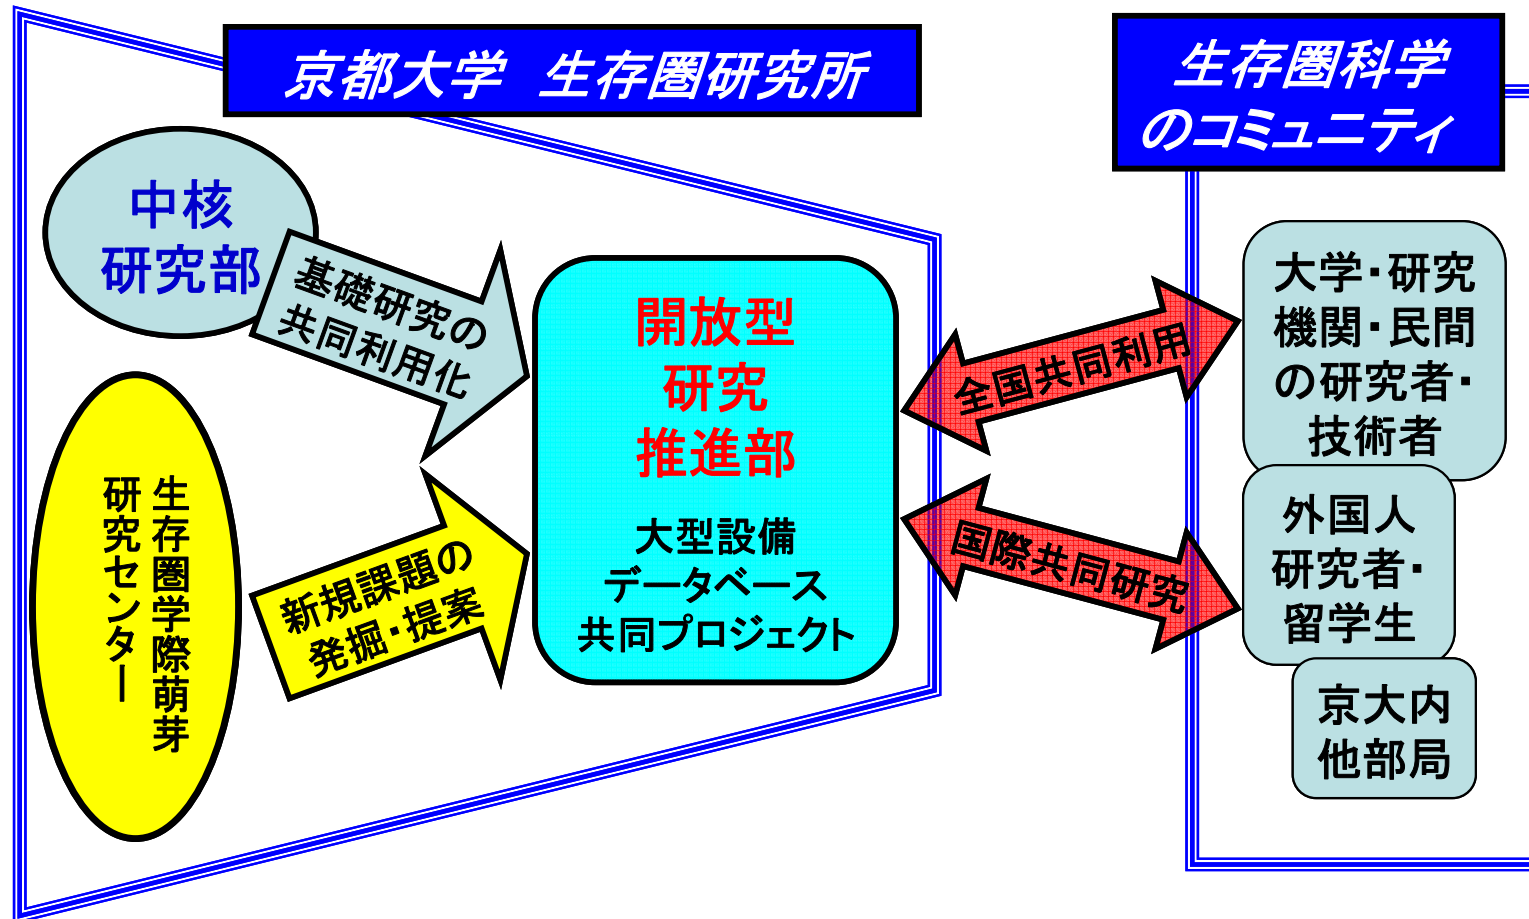 京都大学　生存圏研究所
中核
研究部
基礎研究の
共同利用化
生存圏学際萌芽
研究センター
新規課題の
発掘・提案
開放型
研究
推進部
大型設備
データベース
共同プロジェクト
全国共同利用
国際共同研究
生存圏科学
のコミュニティ
大学・研究
機関・民間
の研究者・
技術者
外国人
研究者・
留学生
京大内
他部局